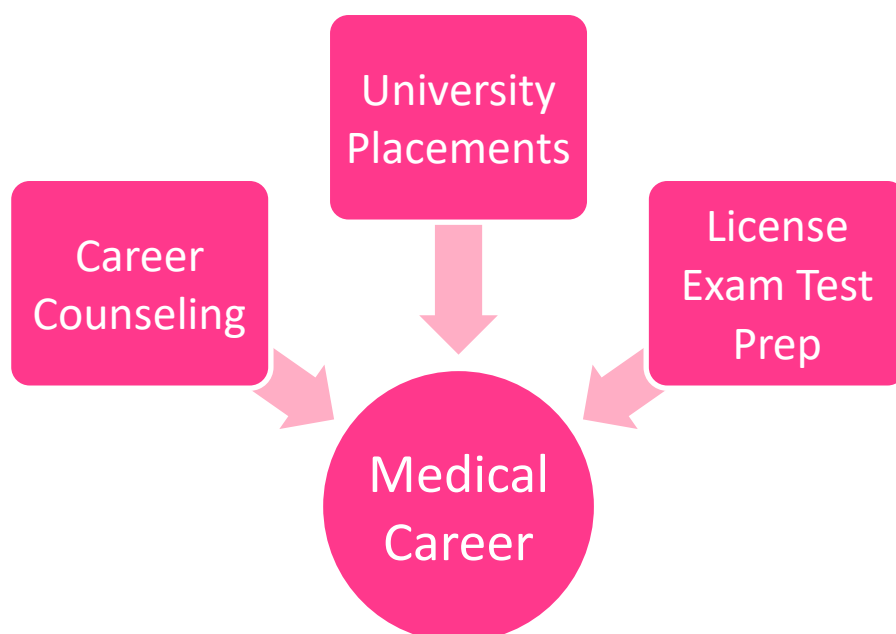 University
Placements
Career
Counseling
License
Exam Test
Prep
Medical
Career